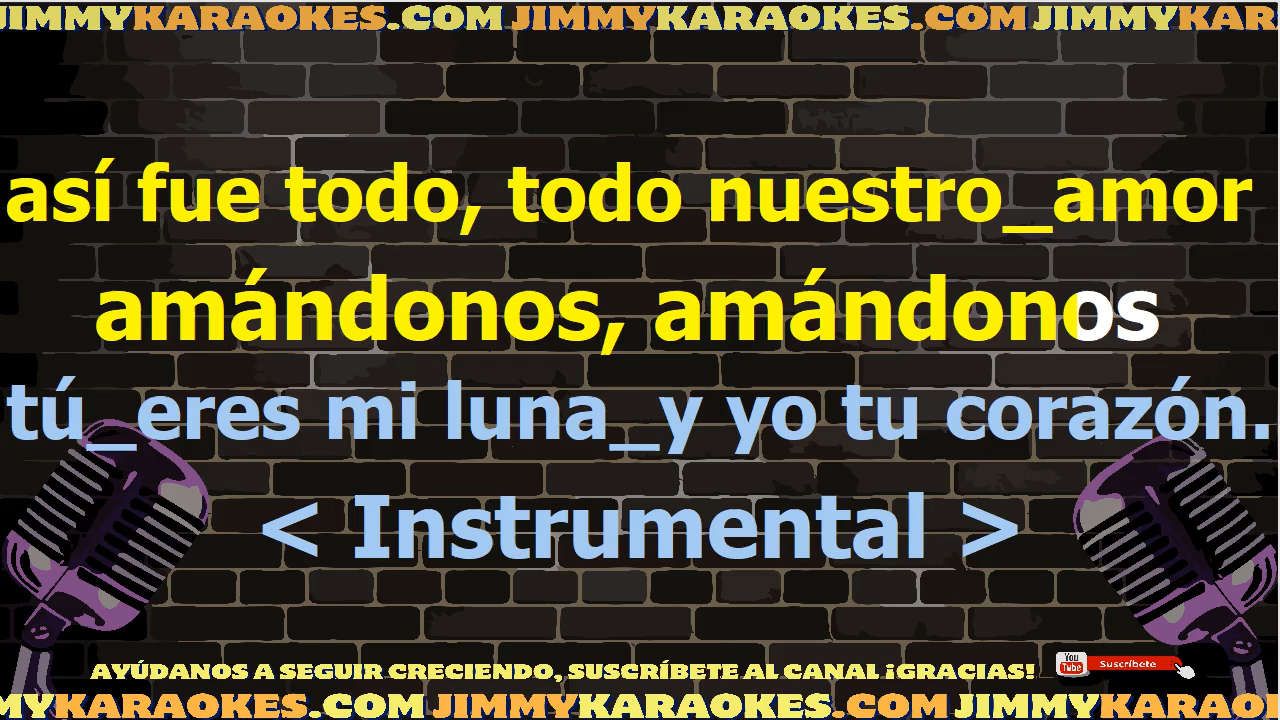 JIMMYKARAOKES.COM JIMMYKARAOKES.COM JIMMYKAR
así fue todo, todo nuestro_amor
amándonos, amándonos
tú_eres mi luna_y yo tu corazón.
< Instrumental >
AYÚDANOS A SEGUIR CRECIENDO, SUSCRÍBETE AL CANAL ¡GRACIAS!
You Tube Suscríbete
MYKARAOKES.COM JIMMYKARAOKES.COM JIMMYKARAO